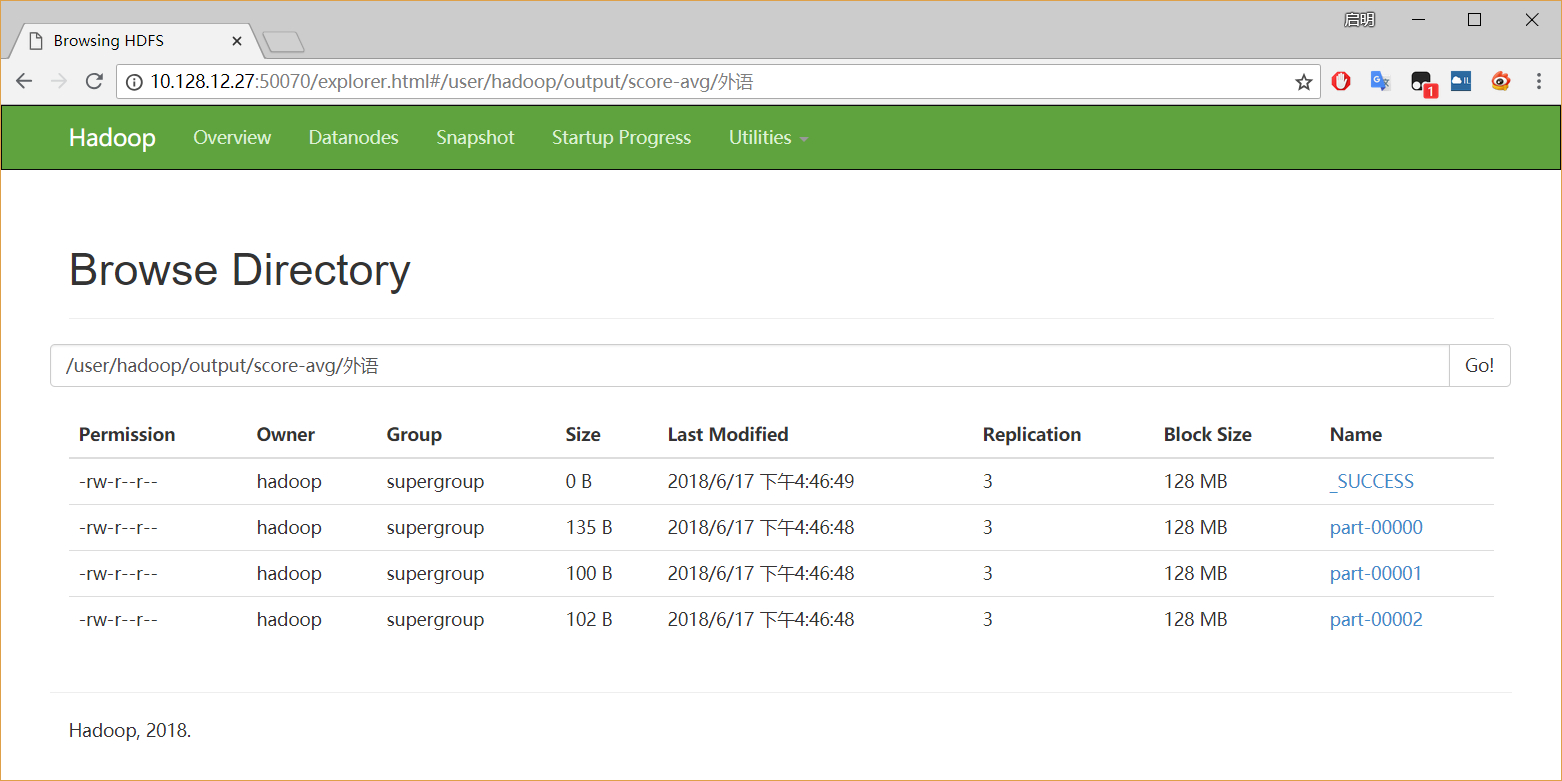 启明
Browsing HDFS
10.128.12.27:50070/explorer.html#/user/hadoop/output/score-avg/外语
1
IL
Hadoop Overview Datanodes Snapshot Startup Progress Utilities
Browse Directory
/user/hadoop/output/score-avg/外语 Go!
Permission Owner Group Size Last Modified Replication Block Size Name
-rw-r--r-- hadoop supergroup 0 B 2018/6/17 下午4:46:49 3 128 MB _SUCCESS
-rw-r--r-- hadoop supergroup 135 B 2018/6/17 下午4:46:48 3 128 MB part-00000
-rw-r--r-- hadoop supergroup 100 B 2018/6/17 下午4:46:48 3 128 MB part-00001
-rw-r--r-- hadoop supergroup 102 B 2018/6/17 下午4:46:48 3 128 MB part-00002
Hadoop, 2018.